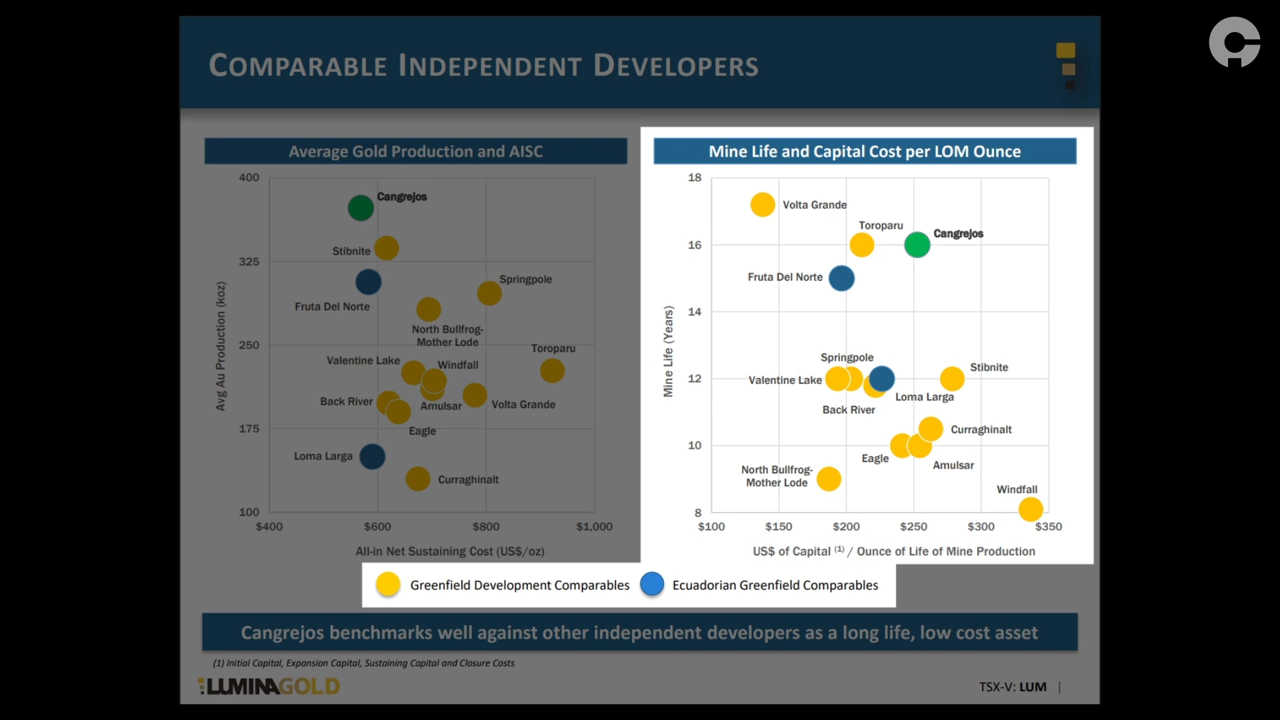 COMPARABLE INDEPENDENT DEVELOPERS
Average Gold Production and AISC
400
325
250
175
100
Avg Au Production (koz)
Cangrejos
Stibnite
Fruta Del Norte
Springpole
North Bullfrog-
Mother Lode
Toroparu
Valentine Lake
Windfall
Back River
Amulsar
Volta Grande
Eagle
Loma Larga
Curraghinalt
$400
$600
$800
$1,000
All-in Net Sustaining Cost (US$/oz)
Mine Life and Capital Cost per LOM Ounce
18
16
14
12
10
8
Mine Life (Years)
Volta Grande
Toroparu
Cangrejos
Fruta Del Norte
Springpole
Valentine Lake
Stibnite
Loma Larga
Back River
Curraghinalt
Eagle
Amulsar
North Bullfrog-
Mother Lode
Windfall
$100
$150
$200
$250
$300
$350
US$ of Capital (1) / Ounce of Life of Mine Production
Greenfield Development Comparables
Ecuadorian Greenfield Comparables
Cangrejos benchmarks well against other independent developers as a long life, low cost asset
(1) Initial Capital, Expansion Capital, Sustaining Capital and Closure Costs
LUMINAGOLD
TSX-V: LUM |